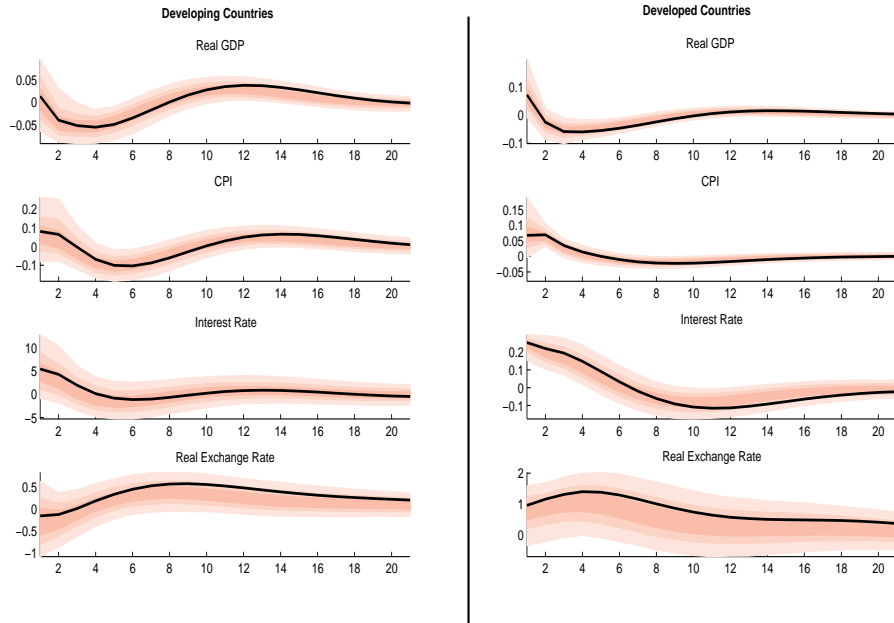 Developing Countries
Real GDP
0.05
0
−0.05
2 4 6 8 10 12 14 16 18 20
CPI
0.2
0.1
0
−0.1
2 4 6 8 10 12 14 16 18 20
Interest Rate
10
5
0
−5
2 4 6 8 10 12 14 16 18 20
Real Exchange Rate
0.5
0
−0.5
−1
2 4 6 8 10 12 14 16 18 20
Developed Countries
Real GDP
0.1
0
−0.1
2 4 6 8 10 12 14 16 18 20
CPI
0.15
0.10
0.05
0
−0.05
2 4 6 8 10 12 14 16 18 20
Interest Rate
0.2
0.1
0
−0.1
2 4 6 8 10 12 14 16 18 20
Real Exchange Rate
2
1
0
2 4 6 8 10 12 14 16 18 20